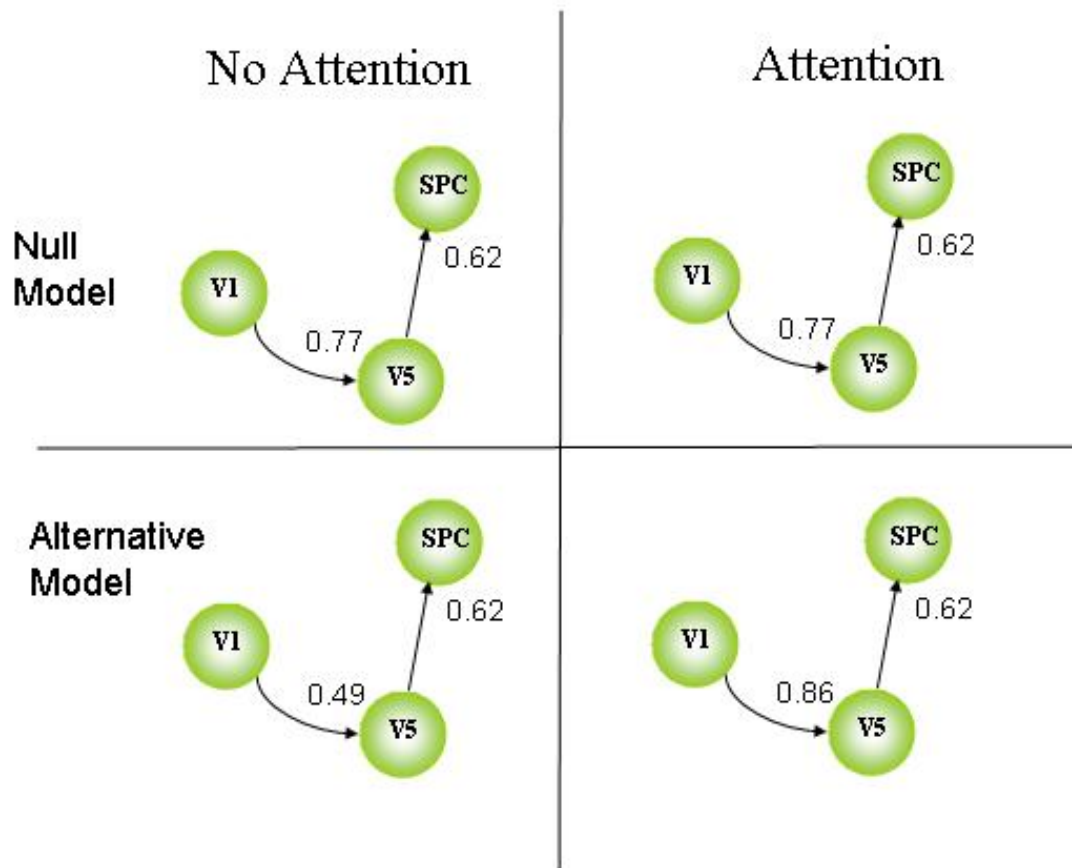 No Attention
Attention
Null
Model
SPC
0.62
V1
0.77
V5
SPC
0.62
V1
0.77
V5
Alternative
Model
SPC
0.62
V1
0.49
V5
SPC
0.62
V1
0.86
V5